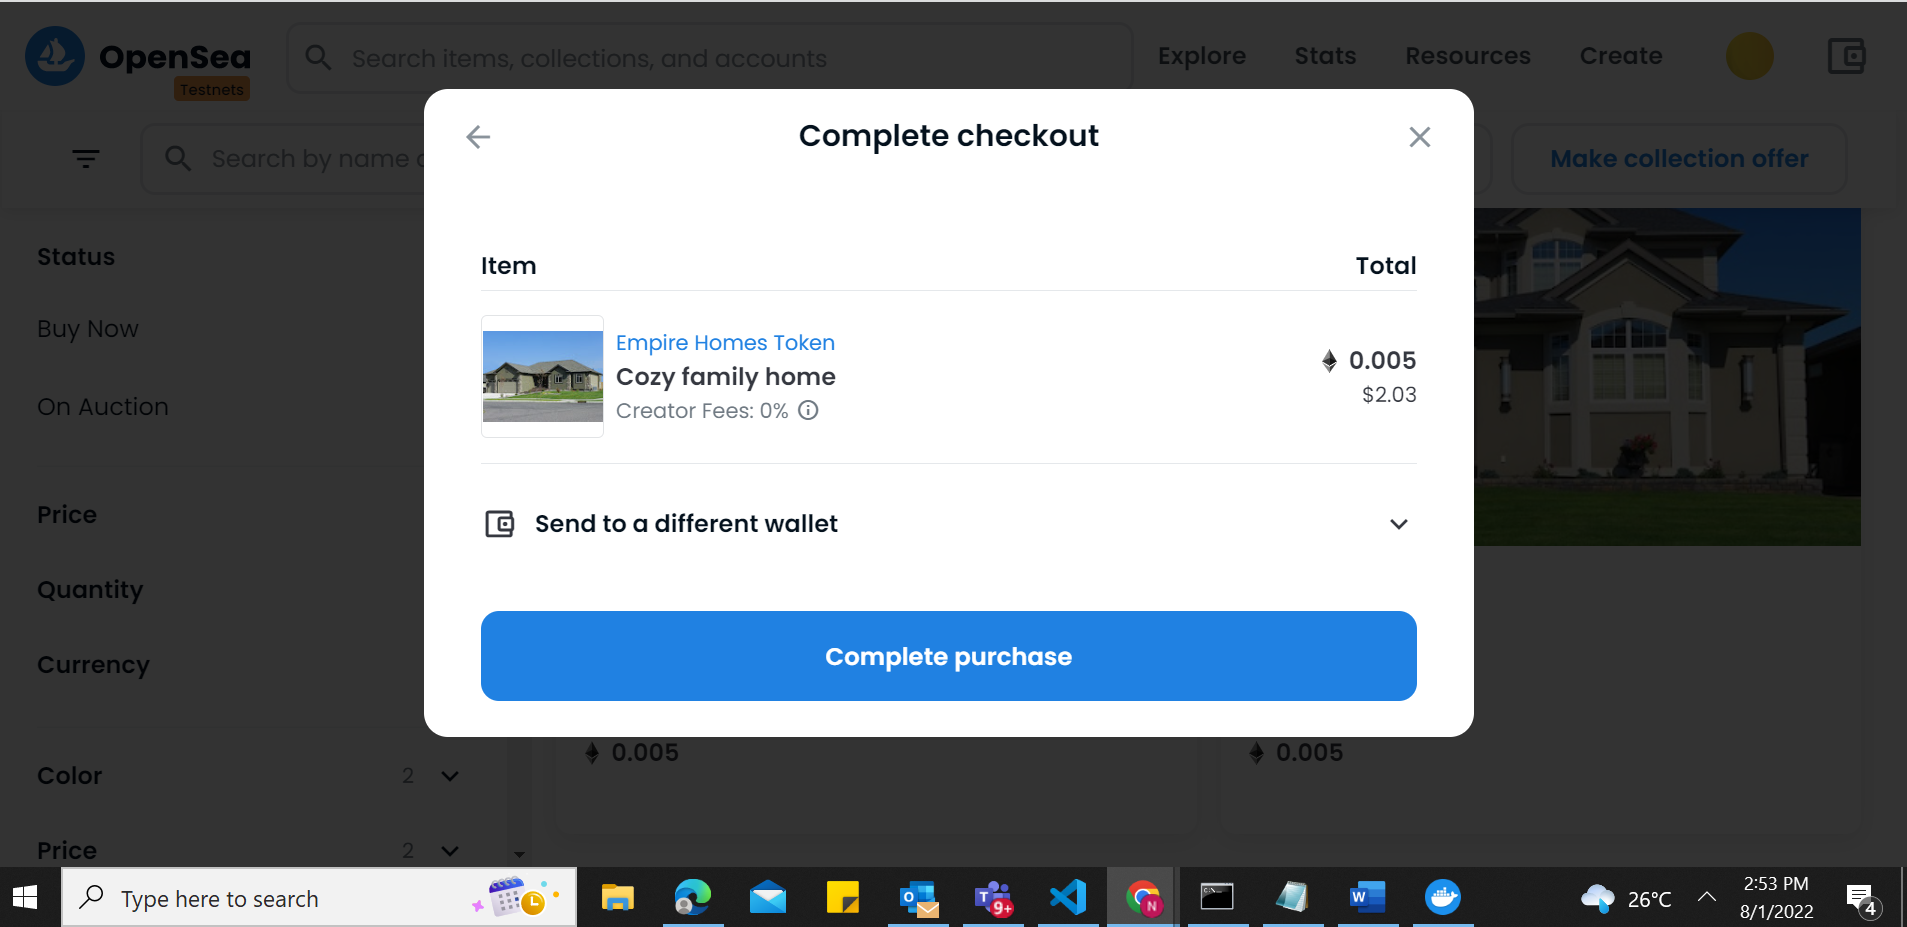 OpenSea
Testnets
Search items, collections, and accounts
Explore
Stats
Resources
Create
Complete checkout
Search by name
Make collection offer
Status
Buy Now
On Auction
Price
Quantity
Currency
Color 2
Price 2
Item Total
Empire Homes Token
Cozy family home
Creator Fees: 0%
0.005
$2.03
Send to a different wallet
Complete purchase
0.005
0.005
Type here to search
O
T
9+
W
N
26°C
2:53 PM
8/1/2022
4